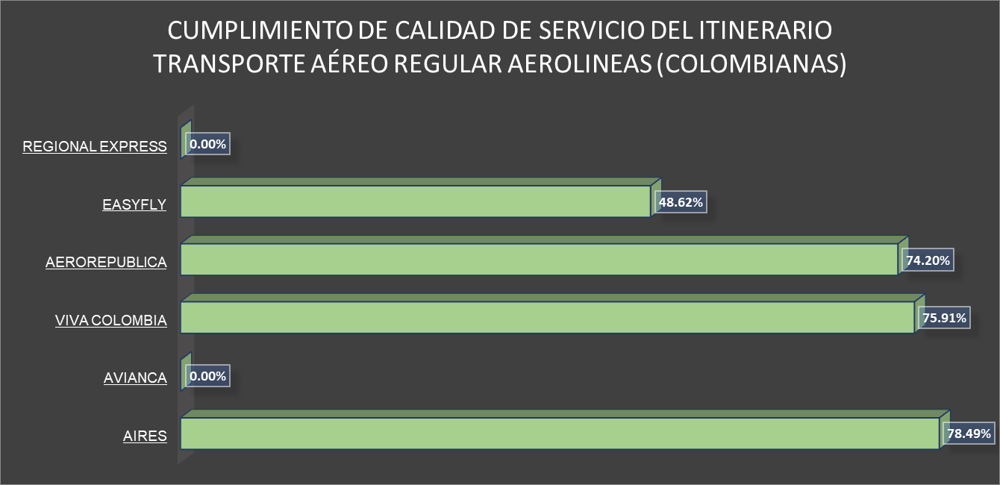 CUMPLIMIENTO DE CALIDAD DE SERVICIO DEL ITINERARIO
TRANSPORTE AÉREO REGULAR AEROLINEAS (COLOMBIANAS)
REGIONAL EXPRESS 0.00%
EASYFLY 48.62%
AEROREPUBLICA 74.20%
VIVA COLOMBIA 75.91%
AVIANCA 0.00%
AIRES 78.49%